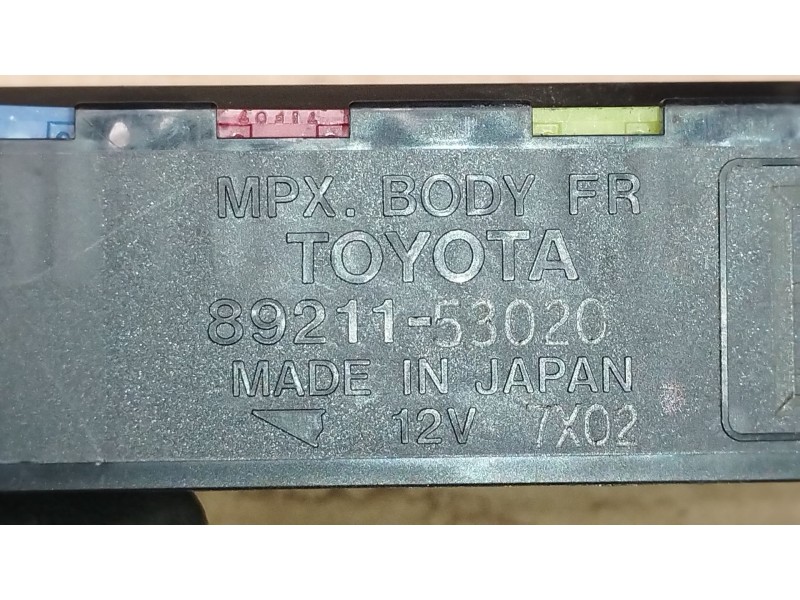 MPX. BODY FR
TOYOTA
89211-53020
MADE IN JAPAN
12V 7X02